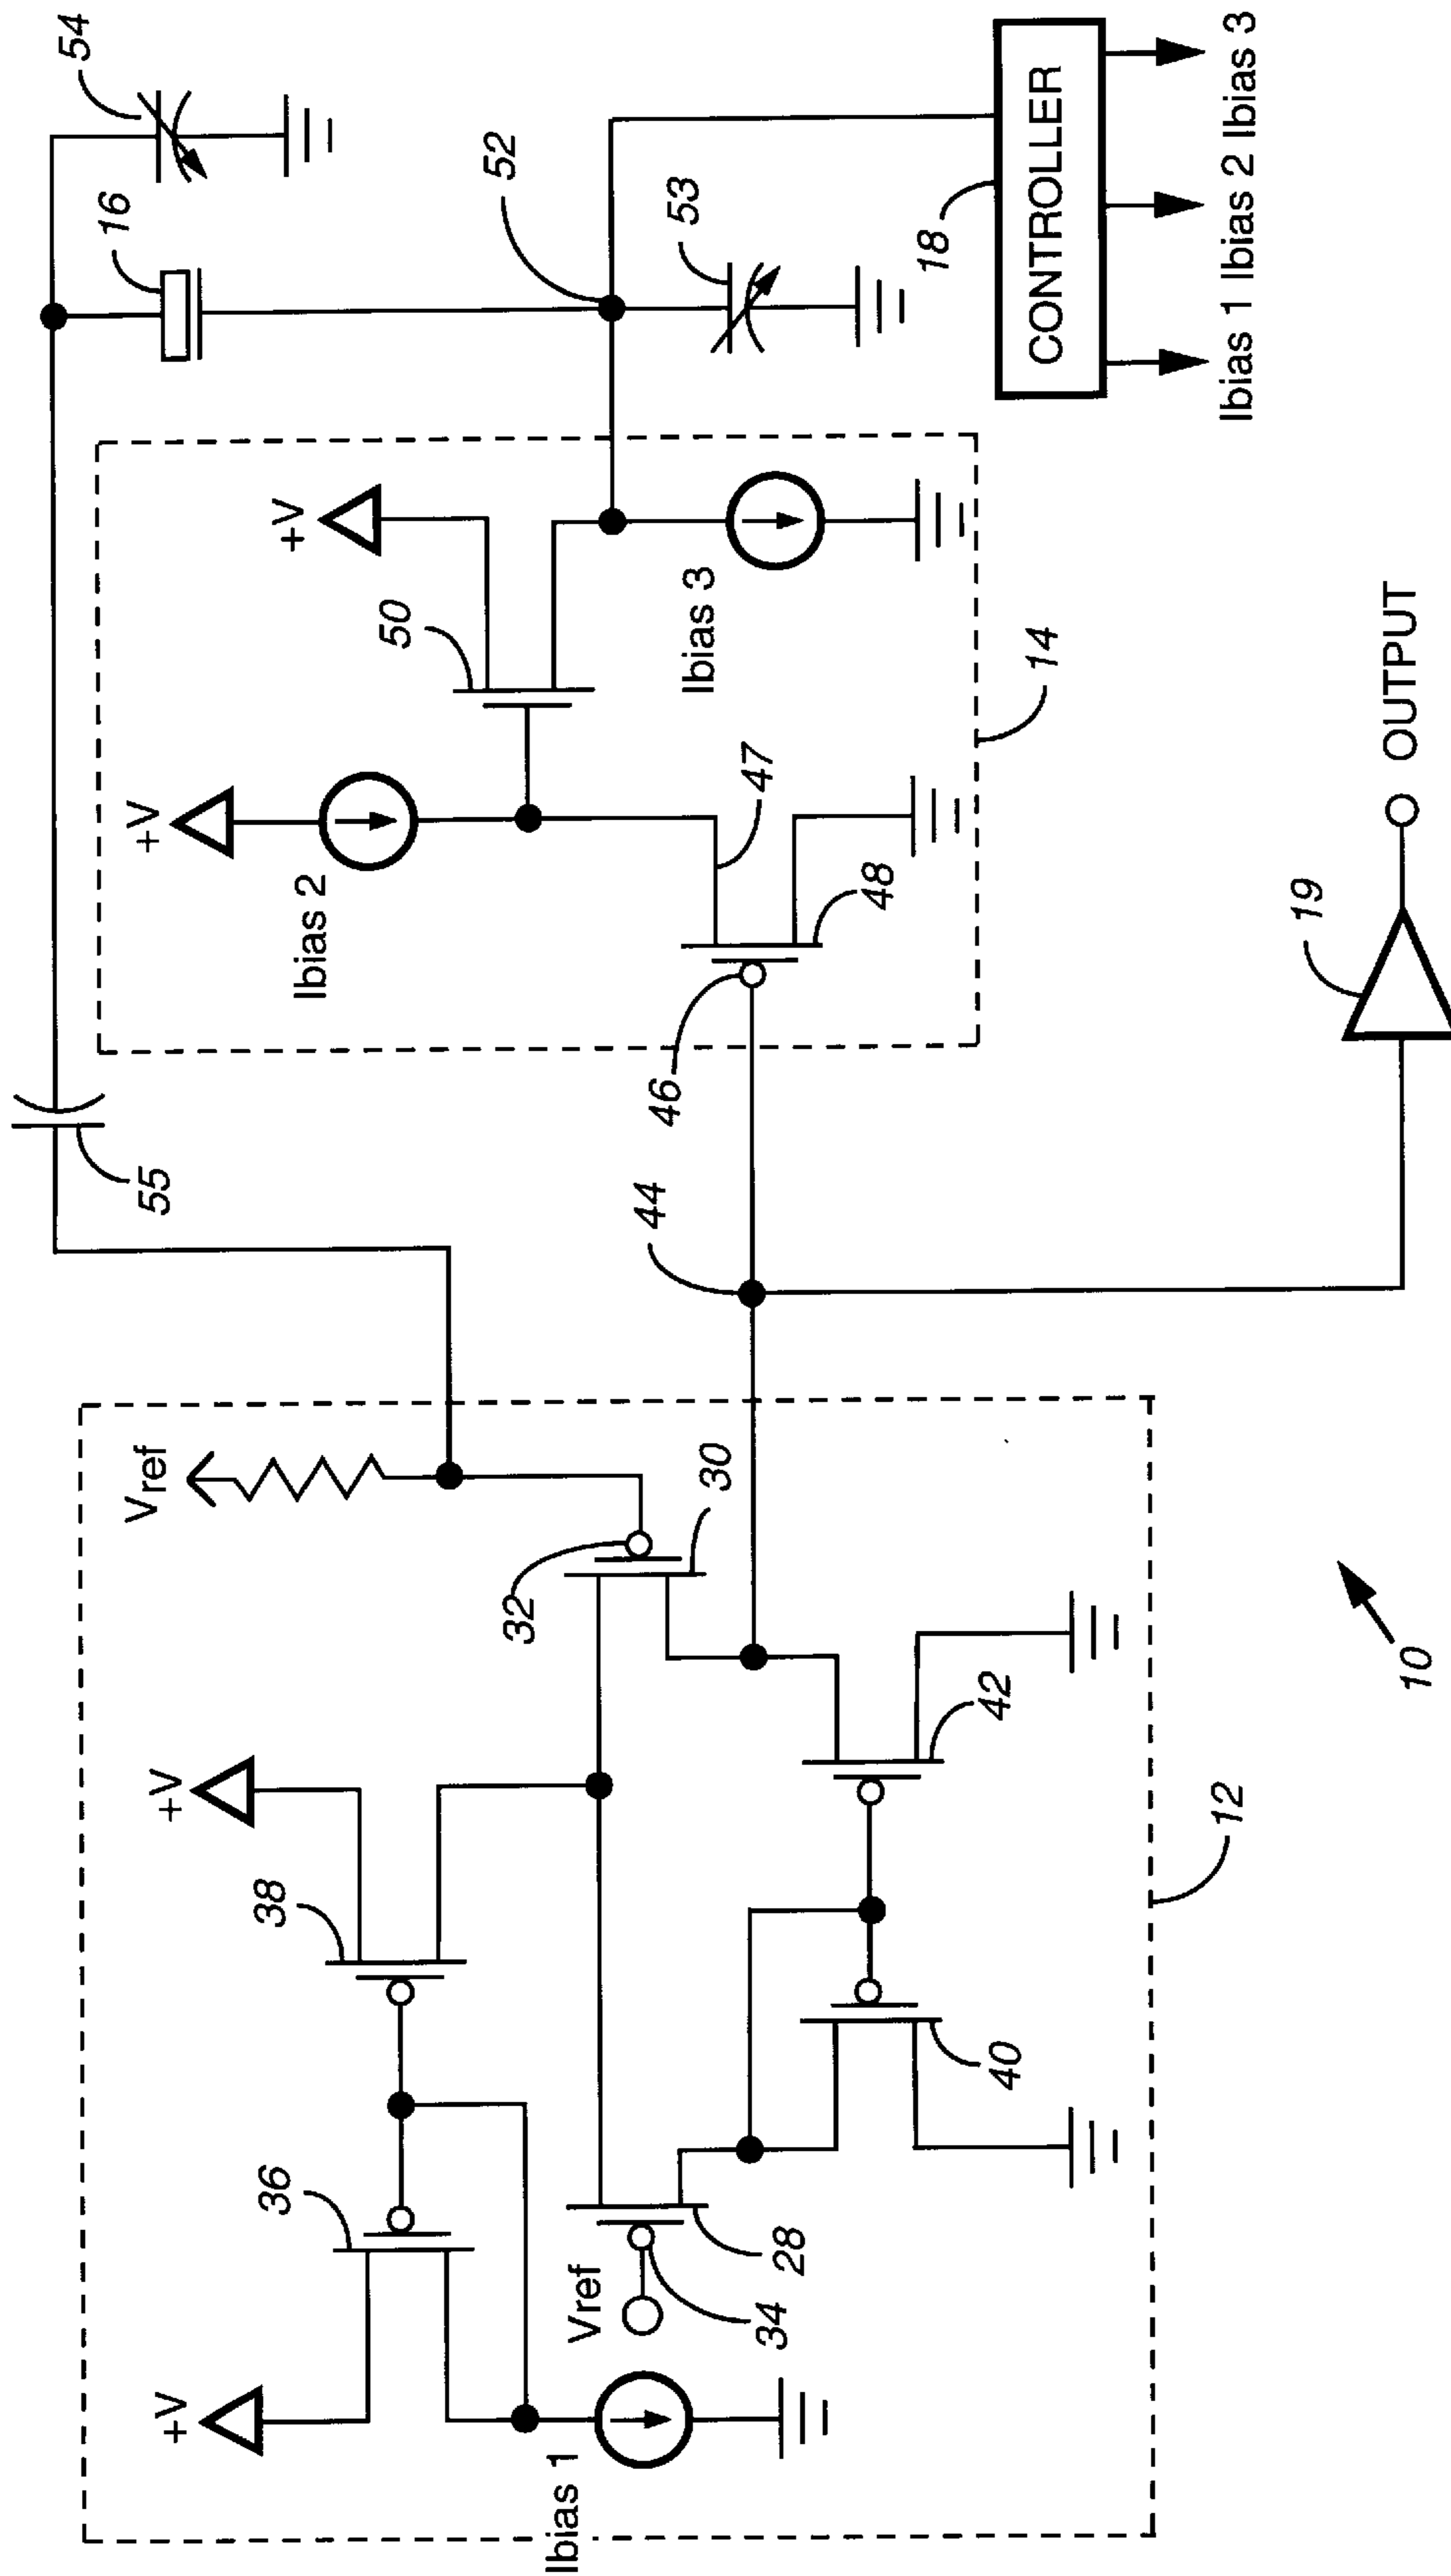 54
16
52
53
18
CONTROLLER
Ibias 1 Ibias 2 Ibias 3
+V
50
Ibias 3
+V
Ibias 2
47
48
46
14
55
44
19
OUTPUT
Vref
32
30
+V
38
42
12
40
36
+V
28
Vref
34
Ibias 1
10